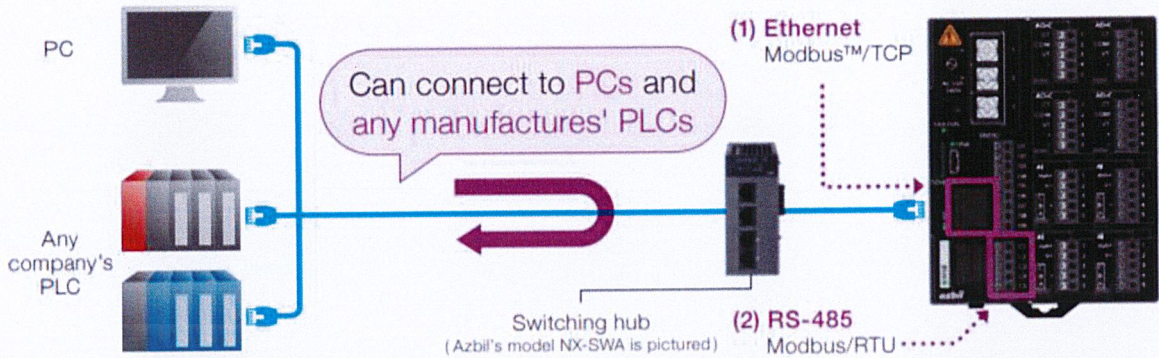 PC
Any
company's
PLC
Can connect to PCs and
any manufactures' PLCs
Switching hub
(Azbil's model NX-SWA is pictured)
(1) Ethernet
Modbus™/TCP
(2) RS-485
Modbus/RTU
azbil